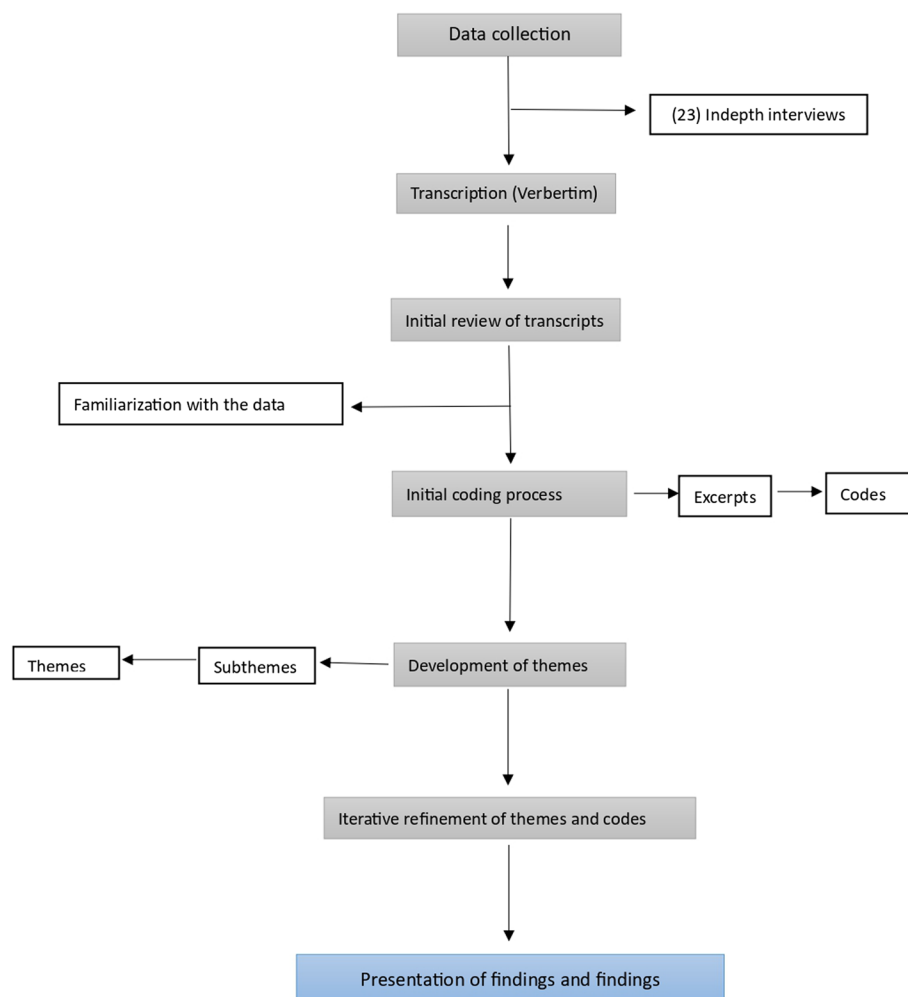 Data collection
(23) Indepth interviews
Transcription (Verbertim)
Initial review of transcripts
Familiarization with the data
Initial coding process
Excerpts
Codes
Development of themes
Subthemes
Themes
Iterative refinement of themes and codes
Presentation of findings and findings